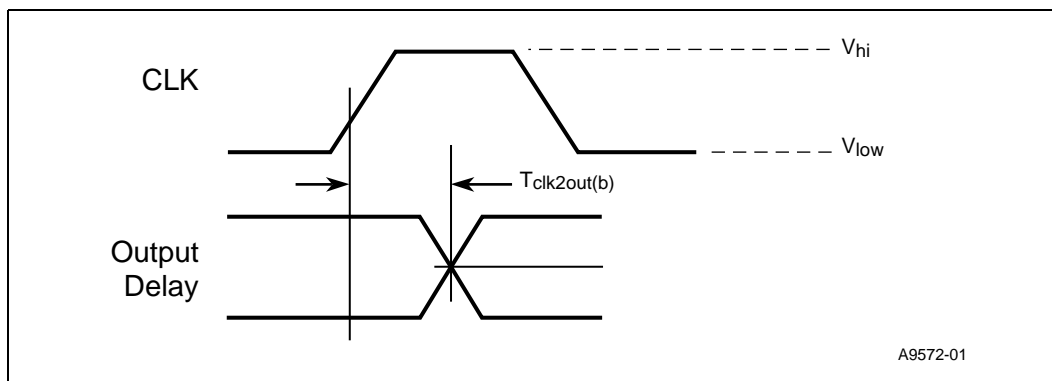 CLK
Vhi
Vlow
Tclk2out(b)
Output
Delay
A9572-01